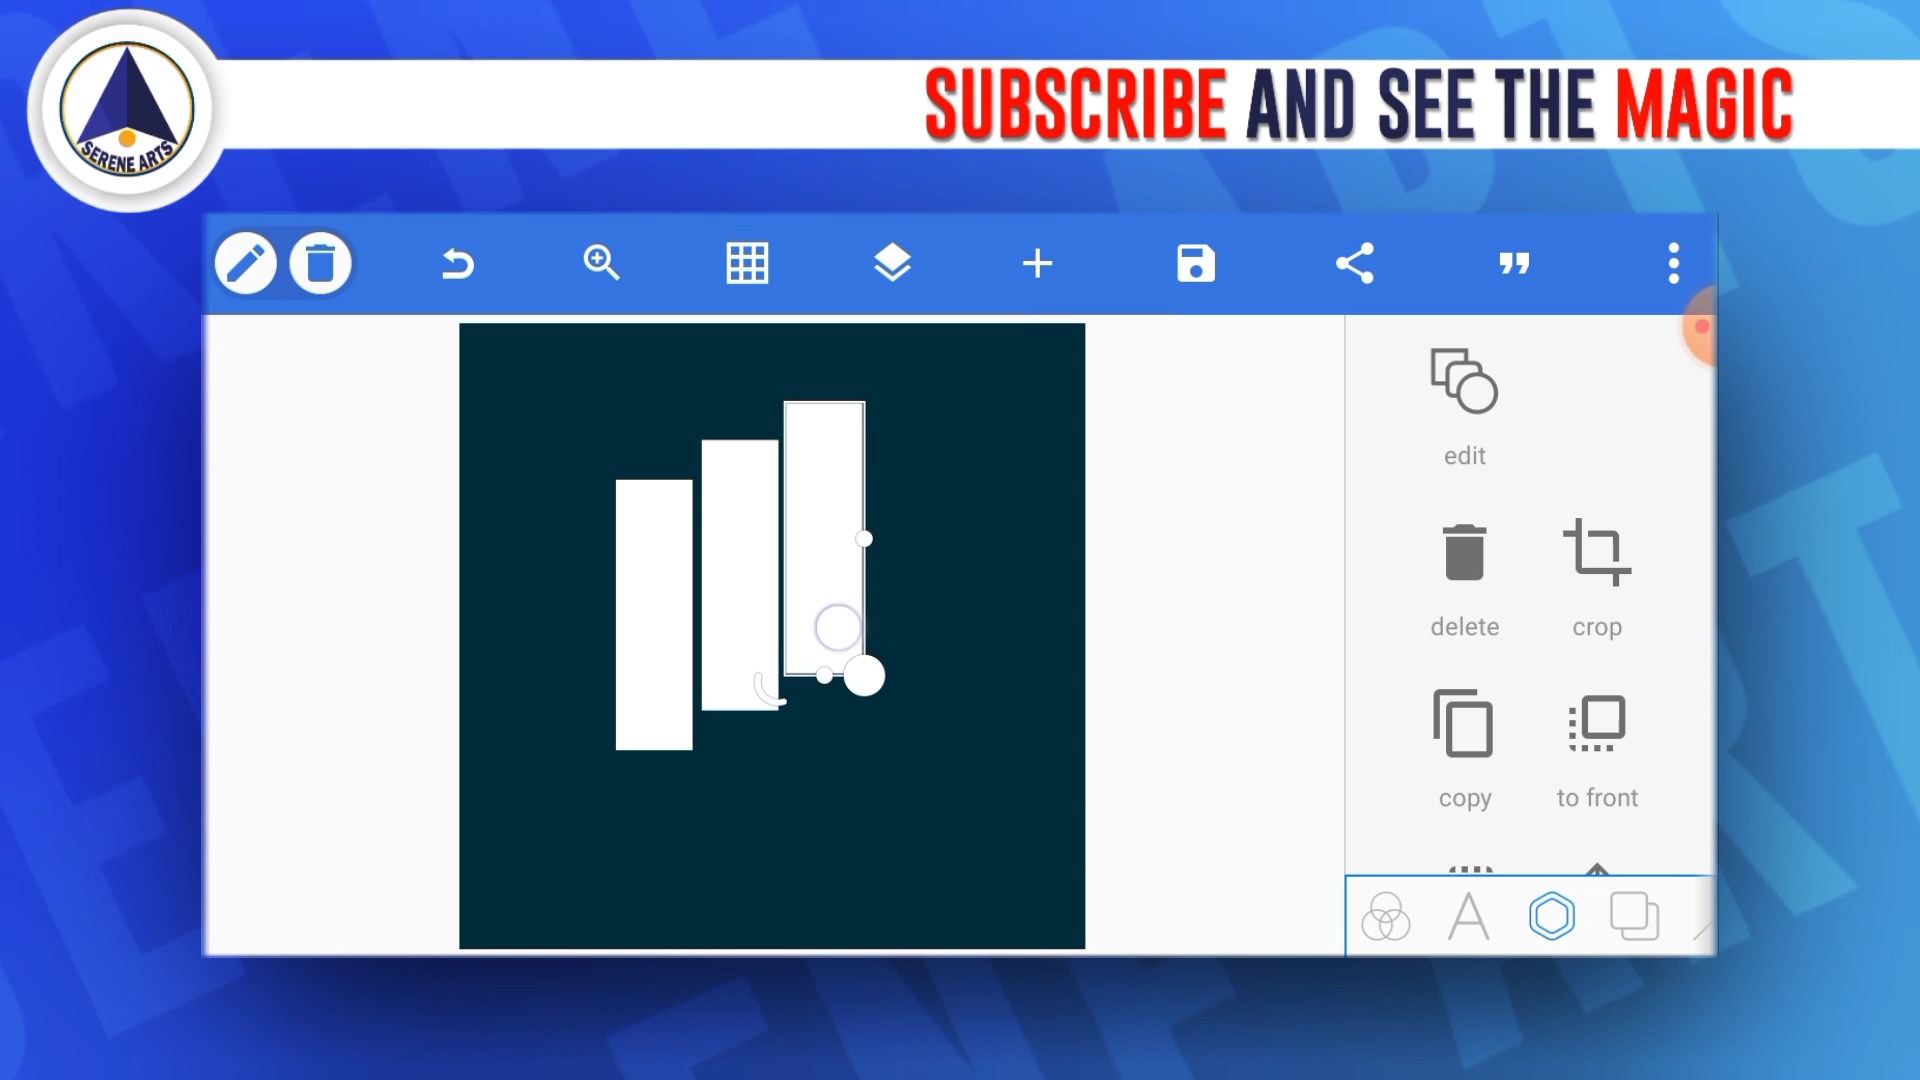 SUBSCRIBE AND SEE THE MAGIC
SERENE ARTS
edit
delete
crop
copy
to front